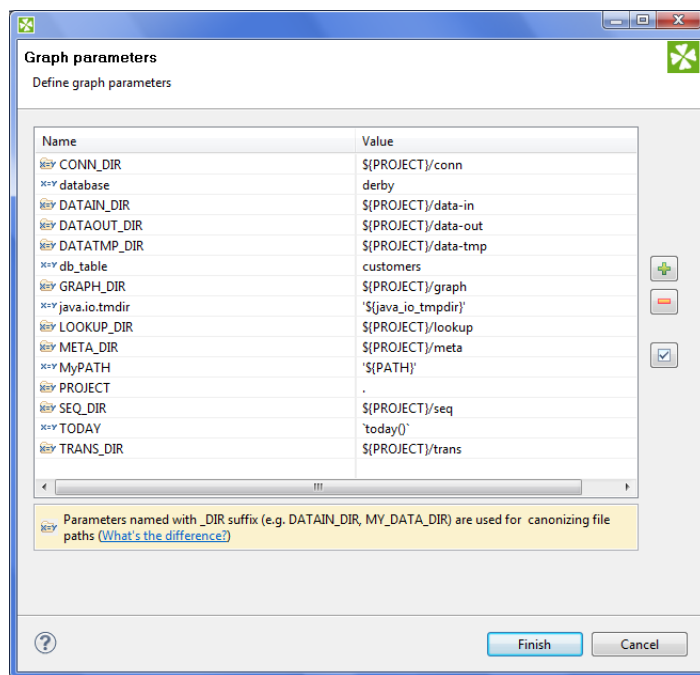 Graph parameters
Define graph parameters
Name Value
CONN_DIR ${PROJECT}/conn
database derby
DATAIN_DIR ${PROJECT}/data-in
DATAOUT_DIR ${PROJECT}/data-out
DATATMP_DIR ${PROJECT}/data-tmp
db_table customers
GRAPH_DIR ${PROJECT}/graph
java.io.tmdir '${java_io_tmpdir}'
LOOKUP_DIR ${PROJECT}/lookup
META_DIR ${PROJECT}/meta
MyPATH '${PATH}'
PROJECT .
SEQ_DIR ${PROJECT}/seq
TODAY `today()`
TRANS_DIR ${PROJECT}/trans
Parameters named with _DIR suffix (e.g. DATAIN_DIR, MY_DATA_DIR) are used for canonizing file
paths (What's the difference?)
Finish Cancel